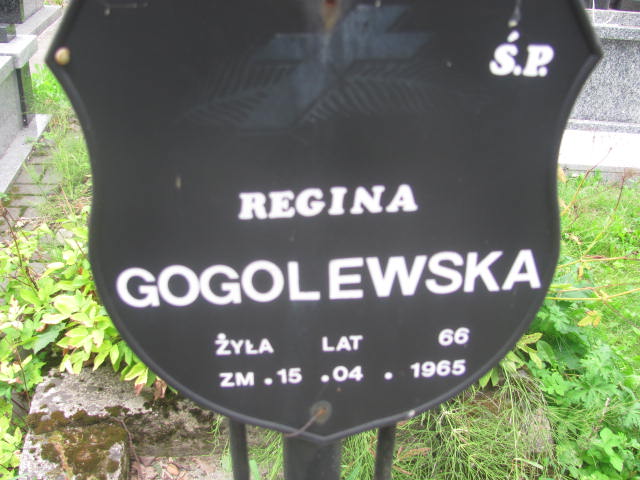 Ś.P.
REGINA
GOGOLEWSKA
ŻYŁA LAT 66
ZM . 15 . 04 . 1965